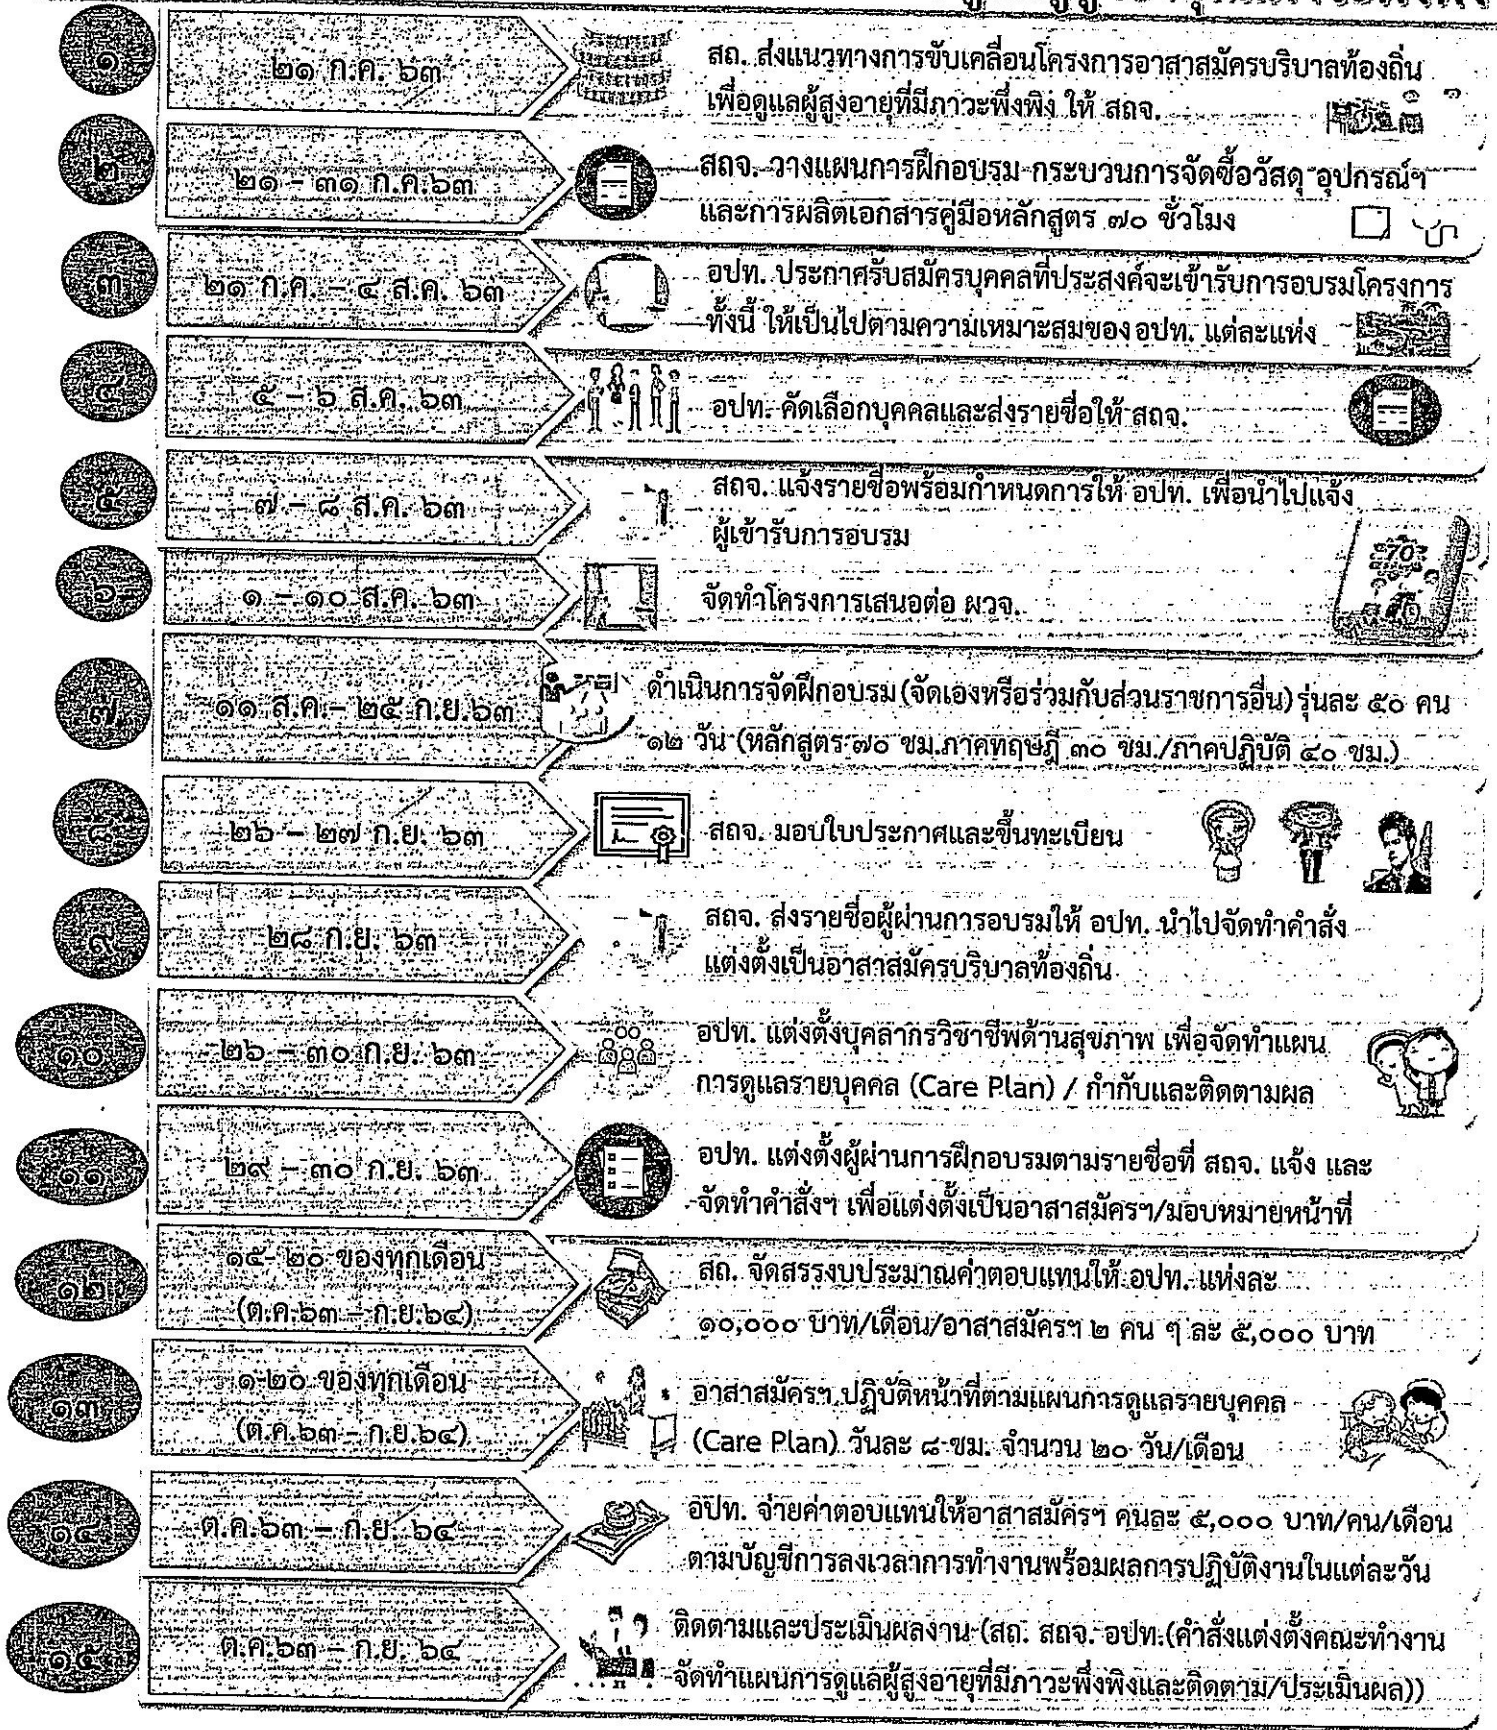 ๑
๒๑ ก.ค. ๖๓
สถ. ส่งแนวทางการขับเคลื่อนโครงการอาสาสมัครบริบาลท้องถิ่น
เพื่อดูแลผู้สูงอายุที่มีภาวะพึ่งพิง ให้ สถจ.
๒
๒๑ - ๓๑ ก.ค.๖๓
สถจ. วางแผนการฝึกอบรม กระบวนการจัดซื้อวัสดุ อุปกรณ์ฯ
และการผลิตเอกสารคู่มือหลักสูตร ๗๐ ชั่วโมง
๓
๒๑ ก.ค. – ๔ ส.ค. ๖๓
อปท. ประกาศรับสมัครบุคคลที่ประสงค์จะเข้ารับการอบรมโครงการ
ทั้งนี้ ให้เป็นไปตามความเหมาะสมของ อปท. แต่ละแห่ง
๔
๕ – ๖ ส.ค. ๖๓
อปท. คัดเลือกบุคคลและส่งรายชื่อให้ สถจ.
๕
๗ – ๘ ส.ค. ๖๓
สถจ. แจ้งรายชื่อพร้อมกำหนดการให้ อปท. เพื่อนำไปแจ้ง
ผู้เข้ารับการอบรม
70
๖
๑ – ๑๐ ส.ค. ๖๓
จัดทำโครงการเสนอต่อ ผวจ.
๗
๑๑ ส.ค.– ๒๕ ก.ย.๖๓
ดำเนินการจัดฝึกอบรม (จัดเองหรือร่วมกับส่วนราชการอื่น) รุ่นละ ๕๐ คน
๑๒ วัน (หลักสูตร ๗๐ ชม.ภาคทฤษฎี ๓๐ ชม./ภาคปฏิบัติ ๔๐ ชม.)
๘
๒๖ – ๒๗ ก.ย. ๖๓
สถจ. มอบใบประกาศและขึ้นทะเบียน
๙
๒๘ ก.ย. ๖๓
สถจ. ส่งรายชื่อผู้ผ่านการอบรมให้ อปท. นำไปจัดทำคำสั่ง
แต่งตั้งเป็นอาสาสมัครบริบาลท้องถิ่น
๑๐
๒๖ – ๓๐ ก.ย. ๖๓
อปท. แต่งตั้งบุคลากรวิชาชีพด้านสุขภาพ เพื่อจัดทำแผน
การดูแลรายบุคคล (Care Plan) / กำกับและติดตามผล
๑๑
๒๙ – ๓๐ ก.ย. ๖๓
อปท. แต่งตั้งผู้ผ่านการฝึกอบรมตามรายชื่อที่ สถจ. แจ้ง และ
จัดทำคำสั่งฯ เพื่อแต่งตั้งเป็นอาสาสมัครฯ/มอบหมายหน้าที่
๑๒
๑๕- ๒๐ ของทุกเดือน
(ต.ค.๖๓ – ก.ย.๖๔)
สถ. จัดสรรงบประมาณค่าตอบแทนให้ อปท. แห่งละ
๑๐,๐๐๐ บาท/เดือน/อาสาสมัครฯ ๒ คน ๆ ละ ๕,๐๐๐ บาท
๑๓
๑-๒๐ ของทุกเดือน
(ต.ค.๖๓ – ก.ย.๖๔)
อาสาสมัครฯ ปฏิบัติหน้าที่ตามแผนการดูแลรายบุคคล
(Care Plan) วันละ ๘ ชม. จำนวน ๒๐ วัน/เดือน
๑๔
ต.ค.๖๓ – ก.ย. ๖๔
อปท. จ่ายค่าตอบแทนให้อาสาสมัครฯ คนละ ๕,๐๐๐ บาท/คน/เดือน
ตามบัญชีการลงเวลาการทำงานพร้อมผลการปฏิบัติงานในแต่ละวัน
๑๕
ต.ค.๖๓ – ก.ย. ๖๔
ติดตามและประเมินผลงาน (สถ. สถจ. อปท.(คำสั่งแต่งตั้งคณะทำงาน
จัดทำแผนการดูแลผู้สูงอายุที่มีภาวะพึ่งพิงและติดตาม/ประเมินผล))